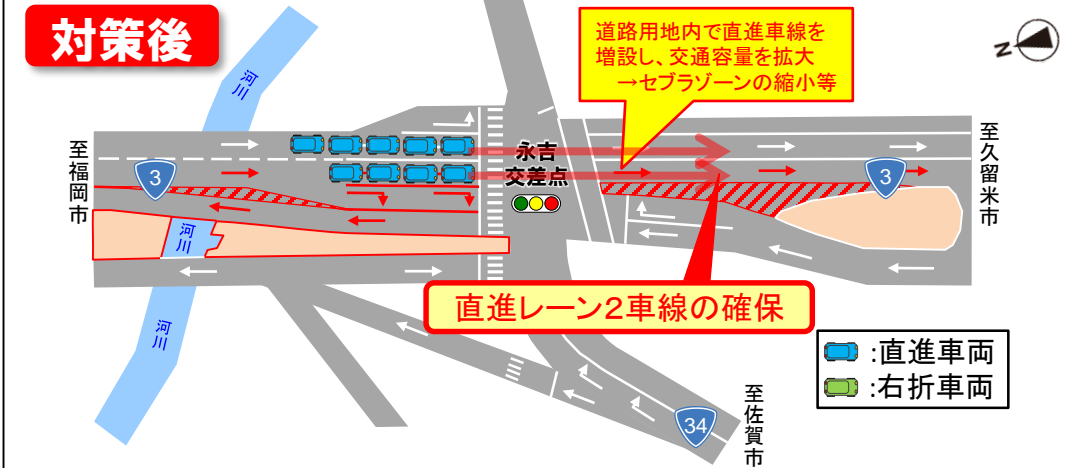 対策後
道路用地内で直進車線を
増設し、交通容量を拡大
→ゼブラゾーンの縮小等
N
河川
至福岡市
3
永吉
交差点
3
至久留米市
河川
直進レーン2車線の確保
河川
:直進車両
:右折車両
34
至佐賀市